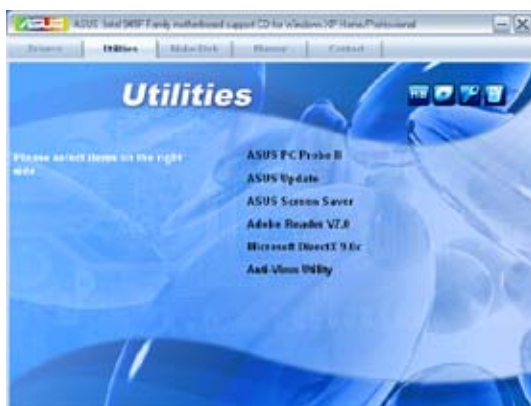 ASUS Intel 965P Family motherboard support CD for Windows XP Home/Professional
Drivers Utilities Make Disk Manual Contact
Utilities
Please select items on the right side
ASUS PC Probe II
ASUS Update
ASUS Screen Saver
Adobe Reader V7.0
Microsoft DirectX 9.0c
Anti-Virus Utility